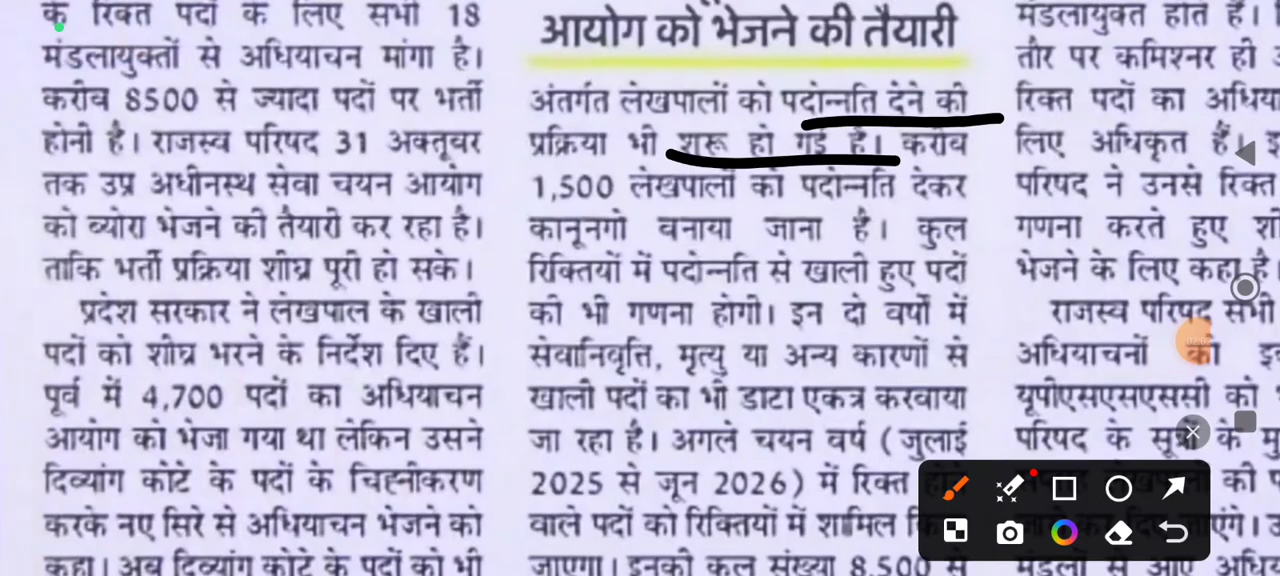 के रिक्त पदों के लिए सभी 18
मंडलायुक्तों से अधियाचन मांगा है।
करीब 8500 से ज्यादा पदों पर भर्ती
होनी है। राजस्व परिषद 31 अक्तूबर
तक उप्र अधीनस्थ सेवा चयन आयोग
को ब्योरा भेजने की तैयारी कर रहा है।
ताकि भर्ती प्रक्रिया शीघ्र पूरी हो सके।
प्रदेश सरकार ने लेखपाल के खाली
पदों को शीघ्र भरने के निर्देश दिए हैं।
पूर्व में 4,700 पदों का अधियाचन
आयोग को भेजा गया था लेकिन उसने
दिव्यांग कोटे के पदों के चिह्नीकरण
करके नए सिरे से अधियाचन भेजने को
कहा। अब दिव्यांग कोटे के पदों को भी
आयोग को भेजने की तैयारी
अंतर्गत लेखपालों को पदोन्नति देने की
प्रक्रिया भी शुरू हो गई है। करीब
1,500 लेखपालों को पदोन्नति देकर
कानूनगो बनाया जाना है। कुल
रिक्तियों में पदोन्नति से खाली हुए पदों
की भी गणना होगी। इन दो वर्षों में
सेवानिवृत्ति, मृत्यु या अन्य कारणों से
खाली पदों का भी डाटा एकत्र करवाया
जा रहा है। अगले चयन वर्ष (जुलाई
2025 से जून 2026) में रिक्त होने
वाले पदों को रिक्तियों में शामिल
जाएगा। इनकी कुल संख्या 8,500 से
मंडलायुक्त होते हैं।
तौर पर कमिश्नर ही
रिक्त पदों का
लिए अधिकृत हैं।
परिषद ने उनसे रिक्त
गणना करते हुए
भेजने के लिए कहा है
राजस्व परिषद सभी
अधियाचनों को
यूपीएसएसएससी को
परिषद के सूत्रों के
की
जाएंगे।
मंडलों से आए
02:02